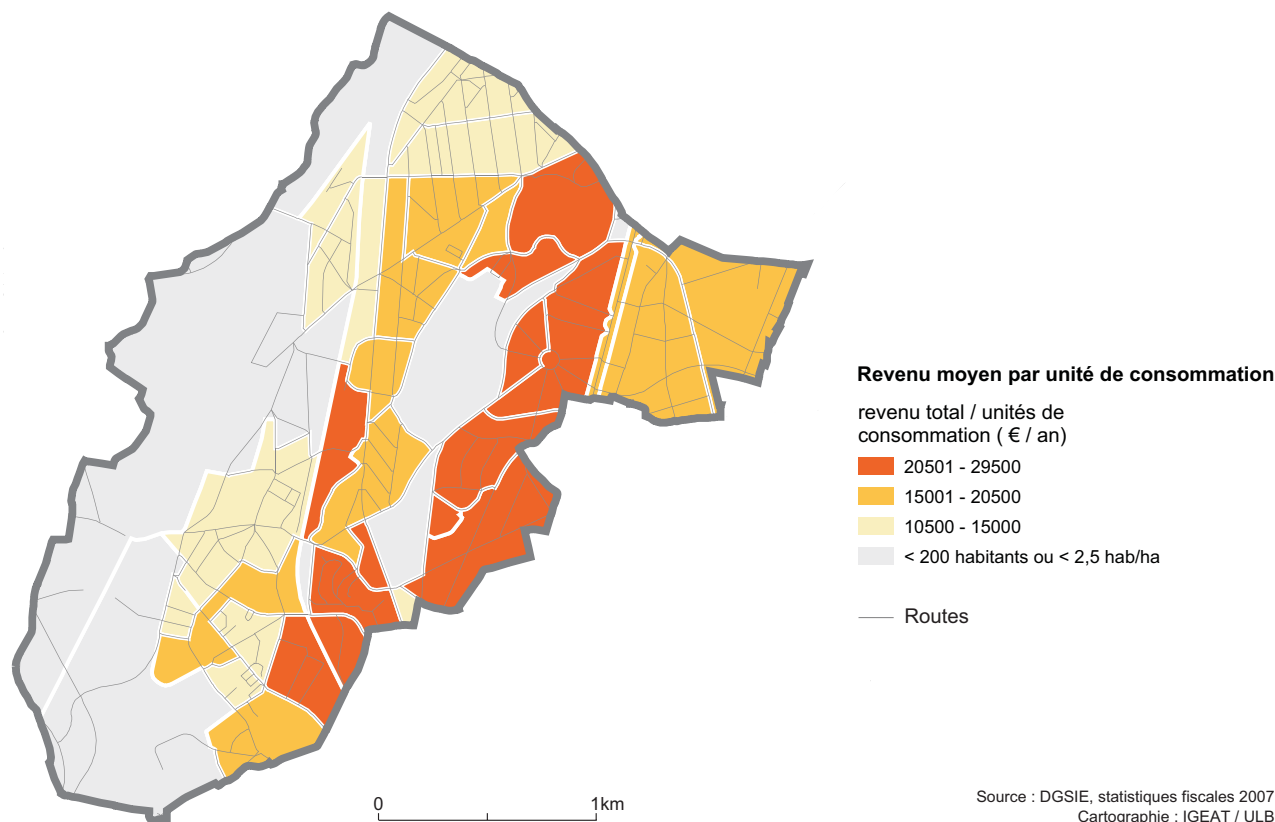 Revenu moyen par unité de consommation
revenu total / unités de
consommation ( € / an)
20501 - 29500
15001 - 20500
10500 - 15000
< 200 habitants ou < 2,5 hab/ha
Routes
0 1km
Source : DGSIE, statistiques fiscales 2007
Cartographie : IGEAT / ULB